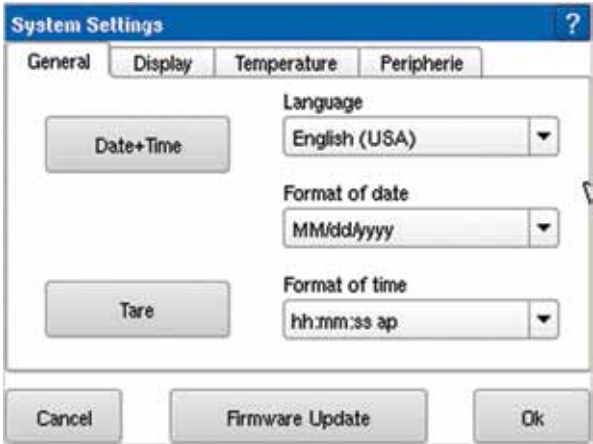 System Settings ?
General Display Temperature Peripherie
Language
Date+Time English (USA)
Format of date
MM/dd/yyyy
Format of time
Tare hh:mm:ss ap
Cancel Firmware Update Ok